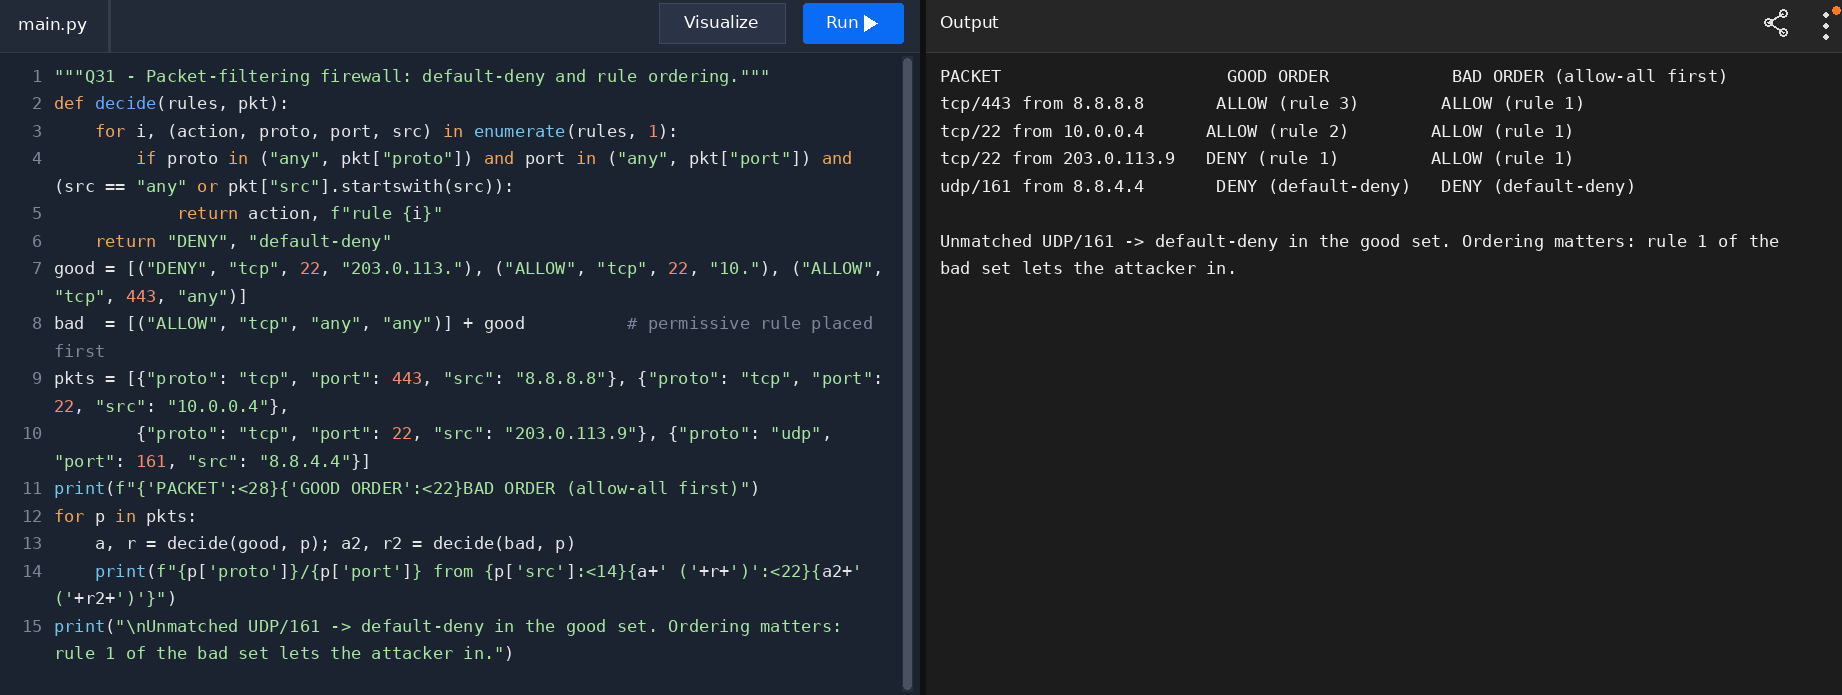 main.py
Visualize
Run
Output
1 """Q31 - Packet-filtering firewall: default-deny and rule ordering."""
2 def decide(rules, pkt):
3     for i, (action, proto, port, src) in enumerate(rules, 1):
4         if proto in ("any", pkt["proto"]) and port in ("any", pkt["port"]) and
(src == "any" or pkt["src"].startswith(src)):
5             return action, f"rule {i}"
6     return "DENY", "default-deny"
7 good = [("DENY", "tcp", 22, "203.0.113."), ("ALLOW", "tcp", 22, "10."), ("ALLOW",
"tcp", 443, "any")]
8 bad  = [("ALLOW", "tcp", "any", "any")] + good          # permissive rule placed
first
9 pkts = [{"proto": "tcp", "port": 443, "src": "8.8.8.8"}, {"proto": "tcp", "port":
22, "src": "10.0.0.4"},
10         {"proto": "tcp", "port": 22, "src": "203.0.113.9"}, {"proto": "udp",
"port": 161, "src": "8.8.4.4"}]
11 print(f"{'PACKET':<28}{'GOOD ORDER':<22}BAD ORDER (allow-all first)")
12 for p in pkts:
13     a, r = decide(good, p); a2, r2 = decide(bad, p)
14     print(f"{p['proto']}/{p['port']} from {p['src']:<14}{a+' ('+r+')':<22}{a2+'
('+r2+')'}")
15 print("\nUnmatched UDP/161 -> default-deny in the good set. Ordering matters:
rule 1 of the bad set lets the attacker in.")
PACKET                      GOOD ORDER            BAD ORDER (allow-all first)
tcp/443 from 8.8.8.8       ALLOW (rule 3)        ALLOW (rule 1)
tcp/22 from 10.0.0.4      ALLOW (rule 2)        ALLOW (rule 1)
tcp/22 from 203.0.113.9   DENY (rule 1)         ALLOW (rule 1)
udp/161 from 8.8.4.4       DENY (default-deny)   DENY (default-deny)
Unmatched UDP/161 -> default-deny in the good set. Ordering matters: rule 1 of the
bad set lets the attacker in.